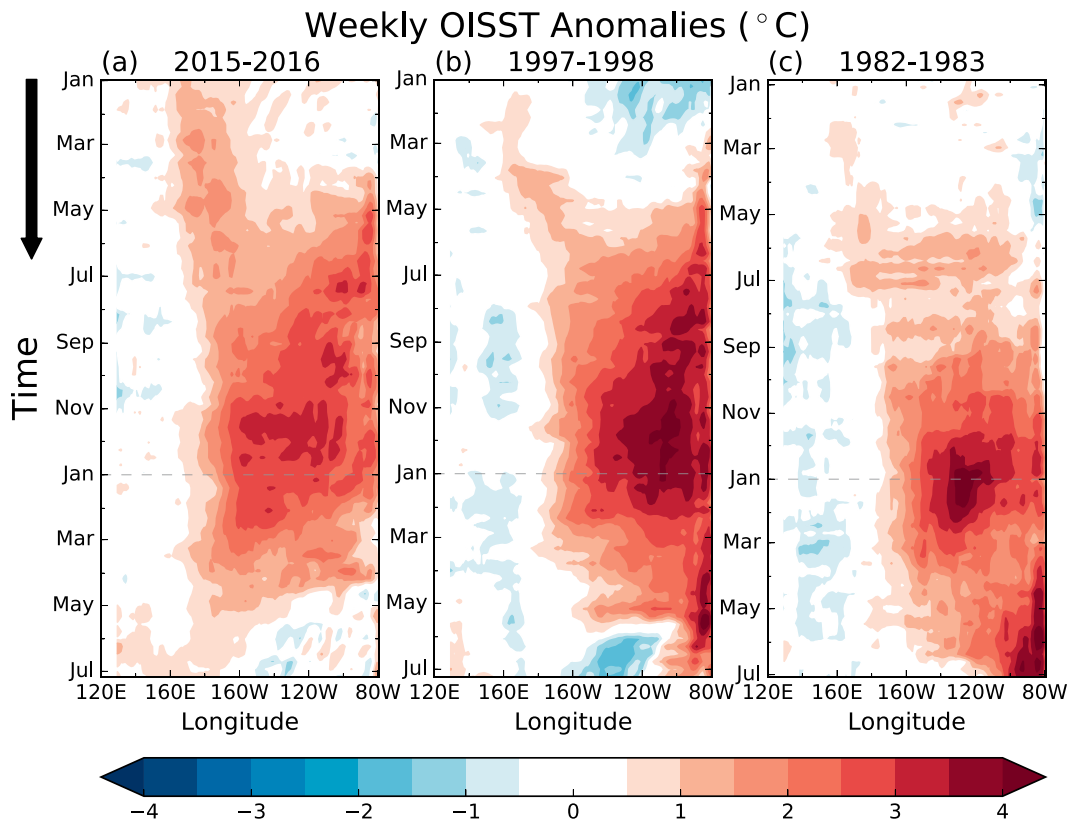 Weekly OISST Anomalies (°C)
(a) 2015-2016
(b) 1997-1998
(c) 1982-1983
Time
Jan
Mar
May
Jul
Sep
Nov
Jan
Mar
May
Jul
120E 160E 160W 120W 80W
Longitude
Jan
Mar
May
Jul
Sep
Nov
Jan
Mar
May
Jul
120E 160E 160W 120W 80W
Longitude
Jan
Mar
May
Jul
Sep
Nov
Jan
Mar
May
Jul
120E 160E 160W 120W 80W
Longitude
−4 −3 −2 −1 0 1 2 3 4